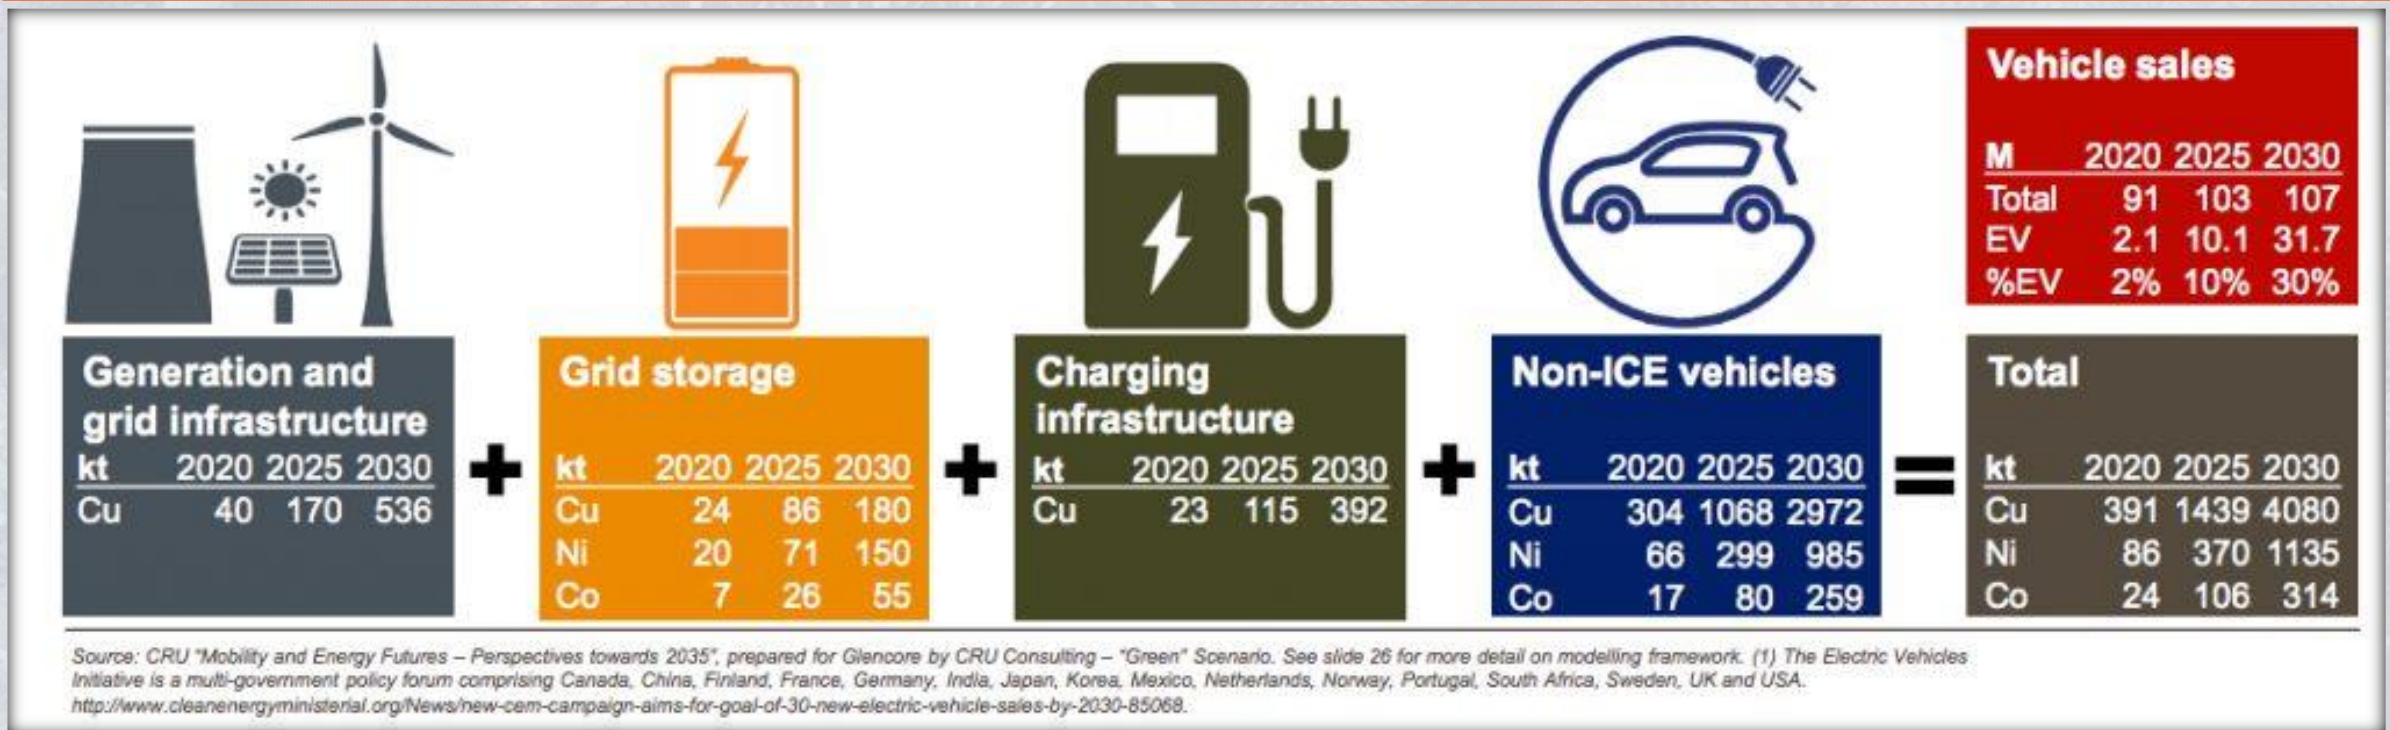 Vehicle sales
M 2020 2025 2030
Total 91 103 107
EV 2.1 10.1 31.7
%EV 2% 10% 30%
Generation and
grid infrastructure
kt 2020 2025 2030
Cu 40 170 536
Grid storage
kt 2020 2025 2030
Cu 24 86 180
Ni 20 71 150
Co 7 26 55
Charging
infrastructure
kt 2020 2025 2030
Cu 23 115 392
Non-ICE vehicles
kt 2020 2025 2030
Cu 304 1068 2972
Ni 66 299 985
Co 17 80 259
Total
kt 2020 2025 2030
Cu 391 1439 4080
Ni 86 370 1135
Co 24 106 314
Source: CRU "Mobility and Energy Futures – Perspectives towards 2035", prepared for Glencore by CRU Consulting – "Green" Scenario. See slide 26 for more detail on modelling framework. (1) The Electric Vehicles
Initiative is a multi-government policy forum comprising Canada, China, Finland, France, Germany, India, Japan, Korea, Mexico, Netherlands, Norway, Portugal, South Africa, Sweden, UK and USA.
http://www.cleanenergyministerial.org/News/new-cem-campaign-aims-for-goal-of-30-new-electric-vehicle-sales-by-2030-85068.